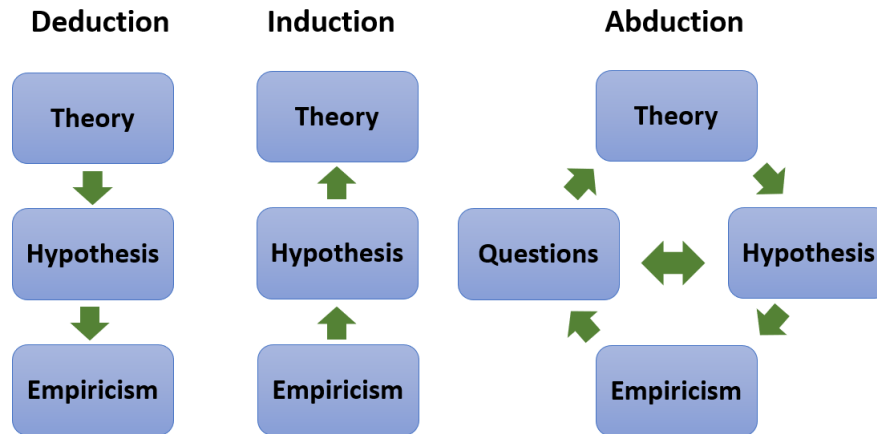 Deduction
Induction
Abduction
Theory
Theory
Theory
Hypothesis
Hypothesis
Questions
Hypothesis
Empiricism
Empiricism
Empiricism